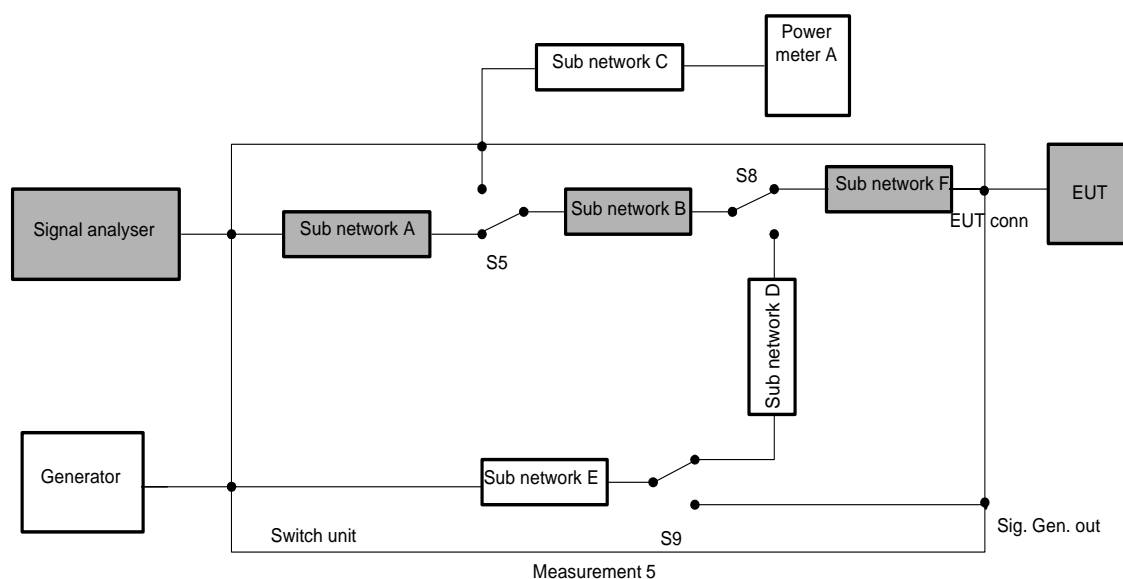 Power
meter A
Sub network C
S8
Sub network F
EUT
Signal analyser
Sub network A
Sub network B
EUT conn
S5
Sub network D
Generator
Sub network E
Sig. Gen. out
Switch unit
S9
Measurement 5